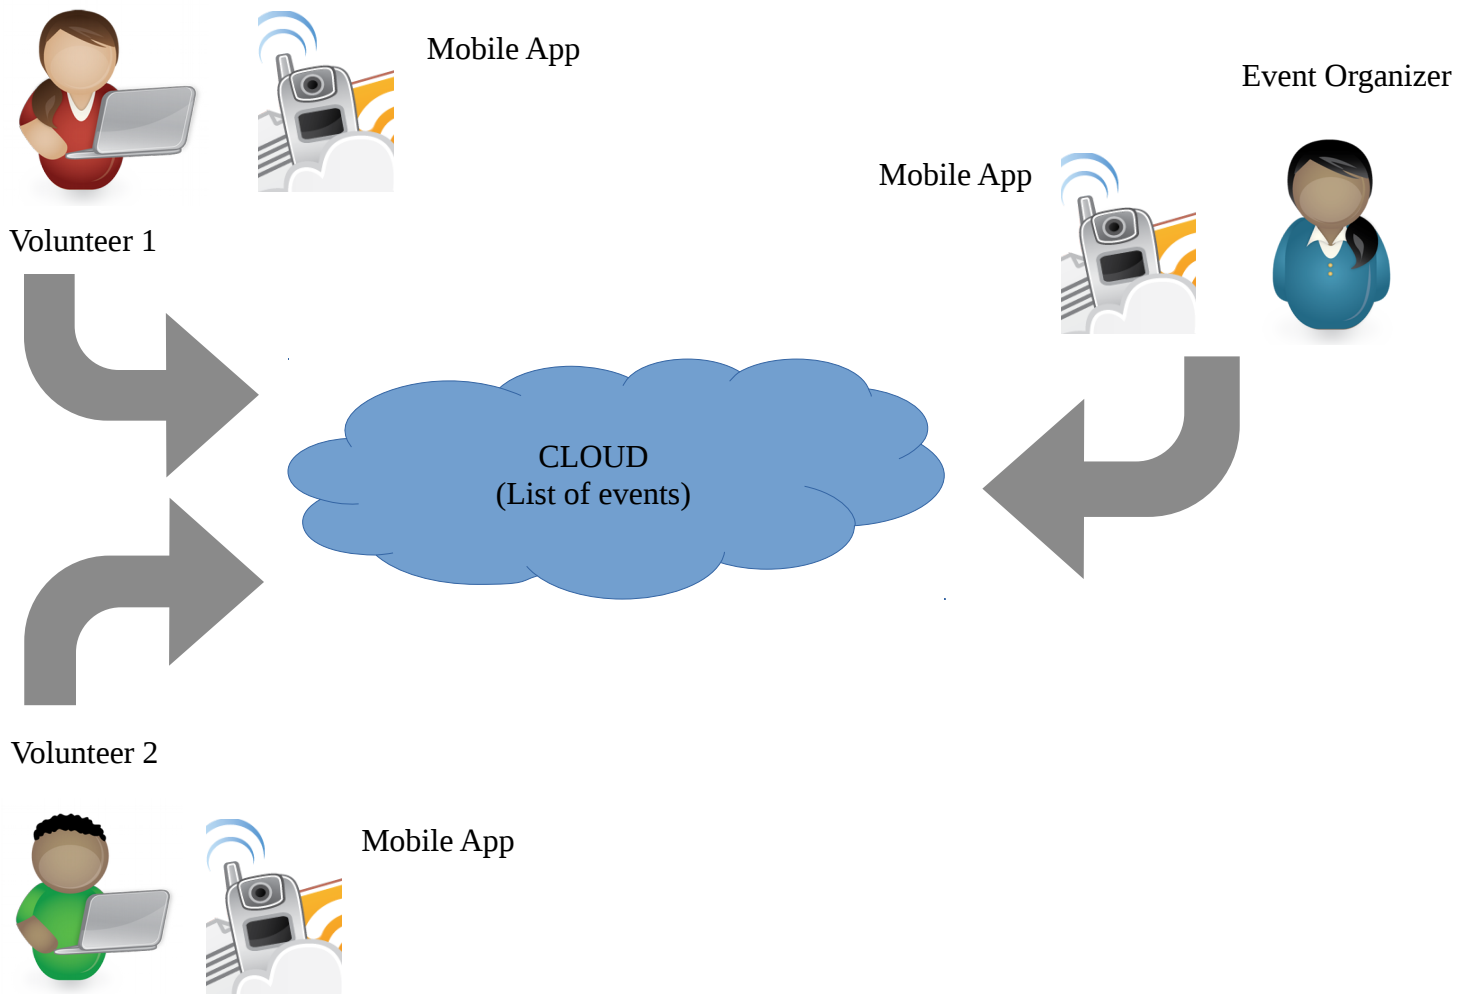 Mobile App
Event Organizer
Mobile App
Volunteer 1
CLOUD
(List of events)
Volunteer 2
Mobile App